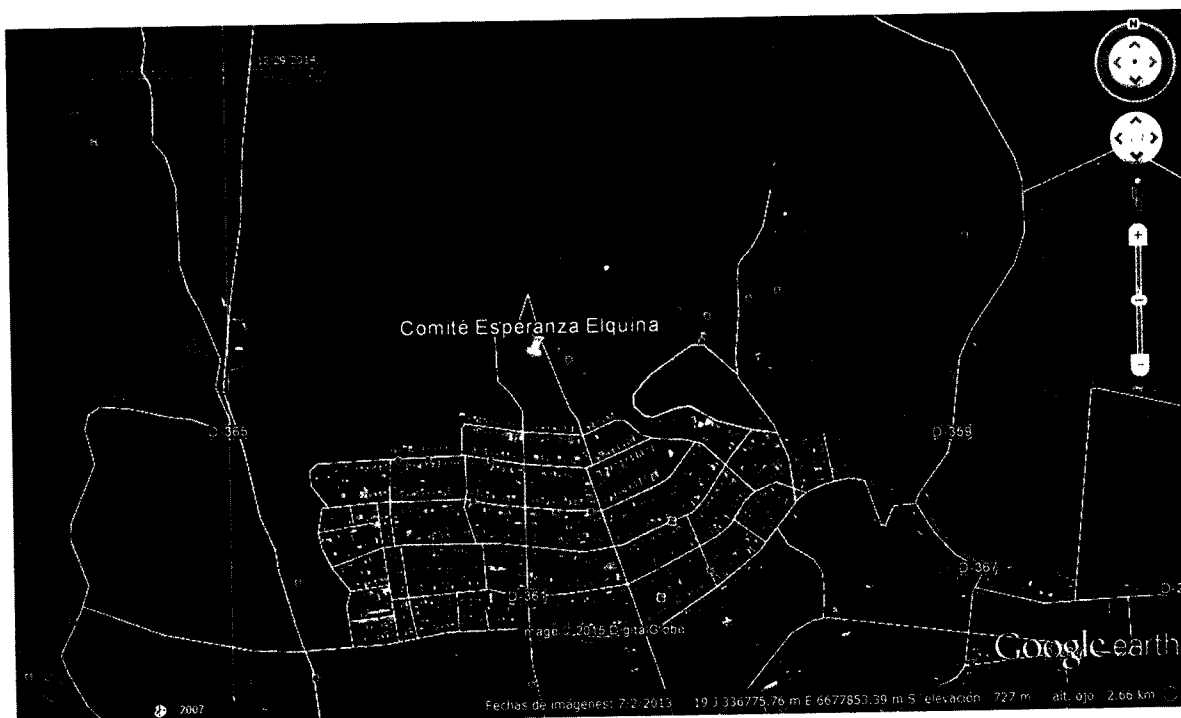 N
Comité Esperanza Elquina
D-365
D-359
D-367
D-361
Image © 2015 DigitalGlobe
Google earth
2007
Fechas de imágenes: 7/2/2013 19 J 336775.76 m E 6677853.39 m S elevación 727 m alt. ojo 2.66 km